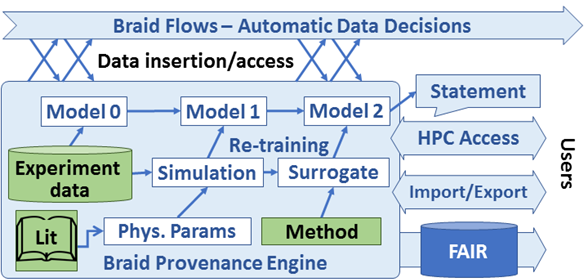 Braid Flows – Automatic Data Decisions
Data insertion/access
Model 0
Model 1
Model 2
Statement
Re-training
HPC Access
Experiment
data
Simulation
Surrogate
Users
Import/Export
Lit
Phys. Params
Method
FAIR
Braid Provenance Engine